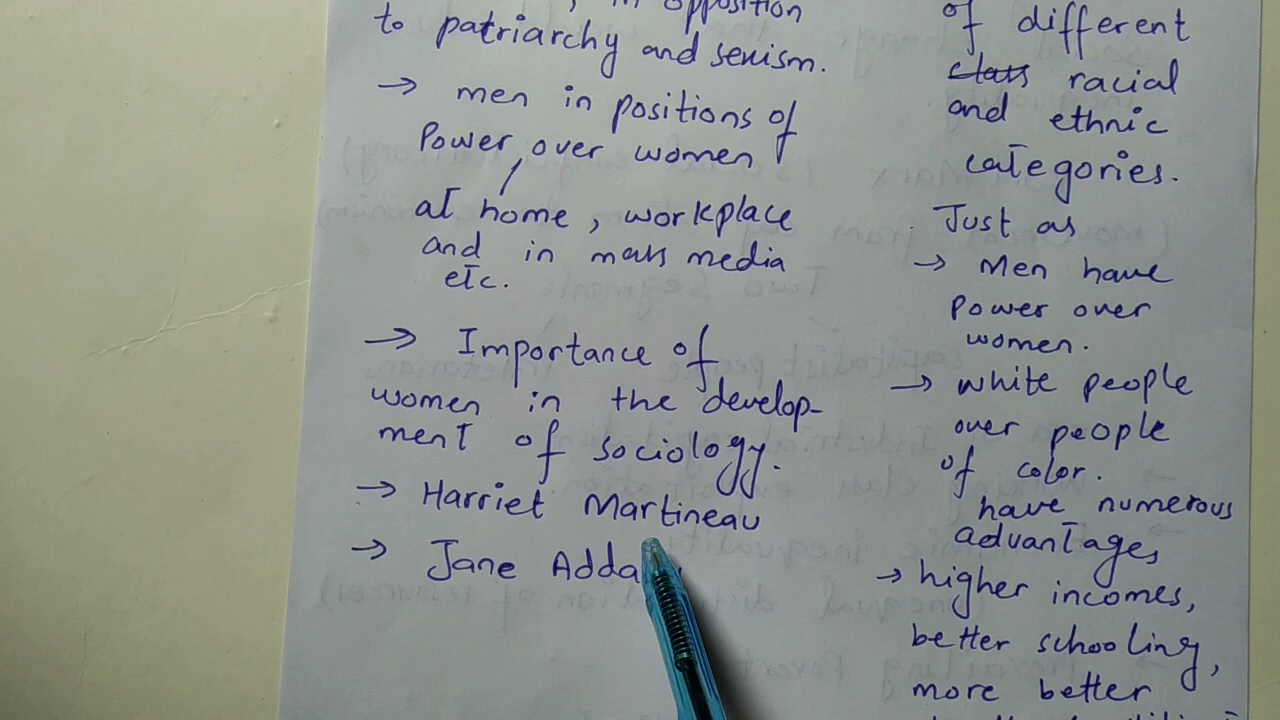 in opposition
to patriarchy and sexism.
→ men in positions of
Power over women
at home, workplace
and in mass media
etc.
→ Importance of
women in the develop-
ment of sociology.
→ Harriet Martineau
→ Jane Adda
of different
class racial
and ethnic
categories.
Just as
→ Men have
power over
women.
→ white people
over people
of color.
have numerous
advantages
→ higher incomes,
better schooling,
more better